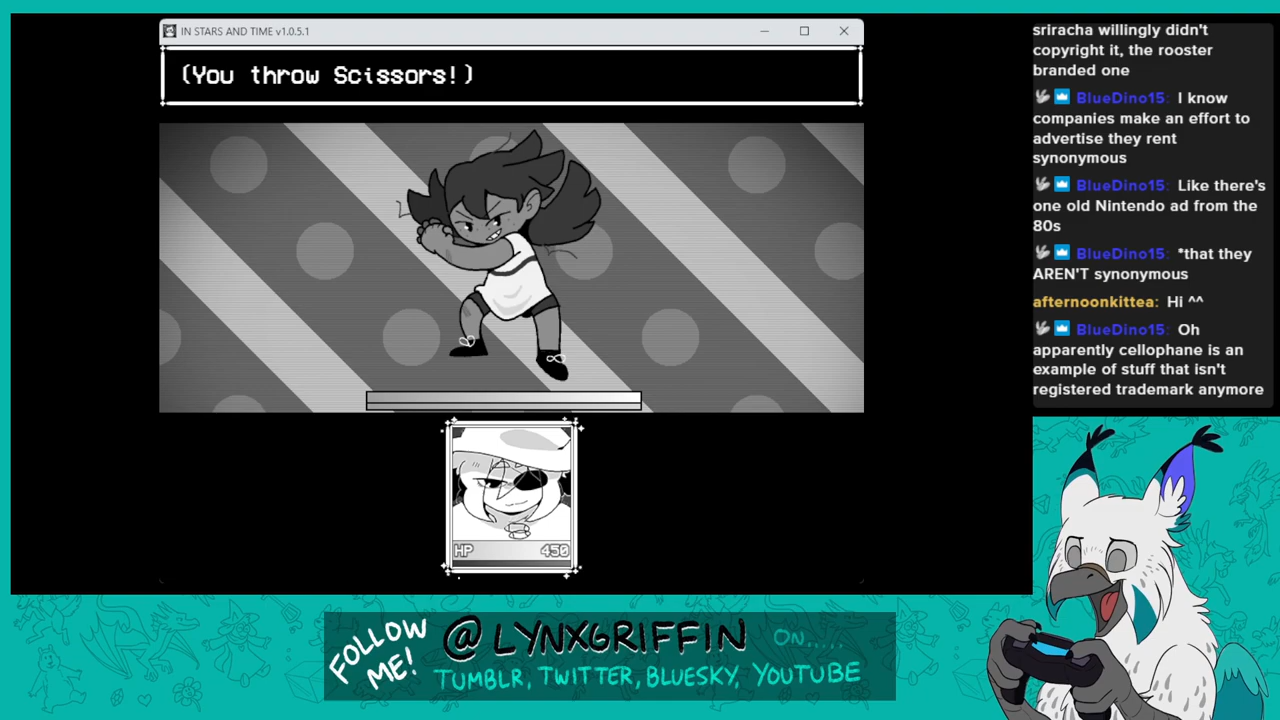 IN STARS AND TIME v1.0.5.1
(You throw Scissors!)
HP 450
sriracha willingly didn't
copyright it, the rooster
branded one
BlueDino15: I know
companies make an effort to
advertise they rent
synonymous
BlueDino15: Like there's
one old Nintendo ad from the
80s
BlueDino15: *that they
AREN'T synonymous
afternoonkittea: Hi ^^
BlueDino15: Oh
apparently cellophane is an
example of stuff that isn't
registered trademark anymore
FOLLOW
ME!
@LYNXGRIFFIN ON.....
TUMBLR, TWITTER, BLUESKY, YOUTUBE